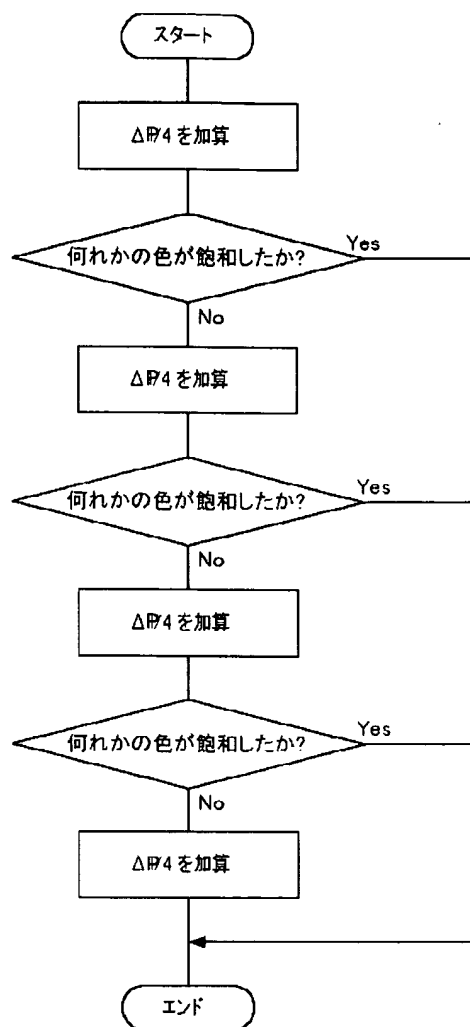 スタート
ΔP/4 を加算
何れかの色が飽和したか?
Yes
No
ΔP/4 を加算
何れかの色が飽和したか?
Yes
No
ΔP/4 を加算
何れかの色が飽和したか?
Yes
No
ΔP/4 を加算
エンド